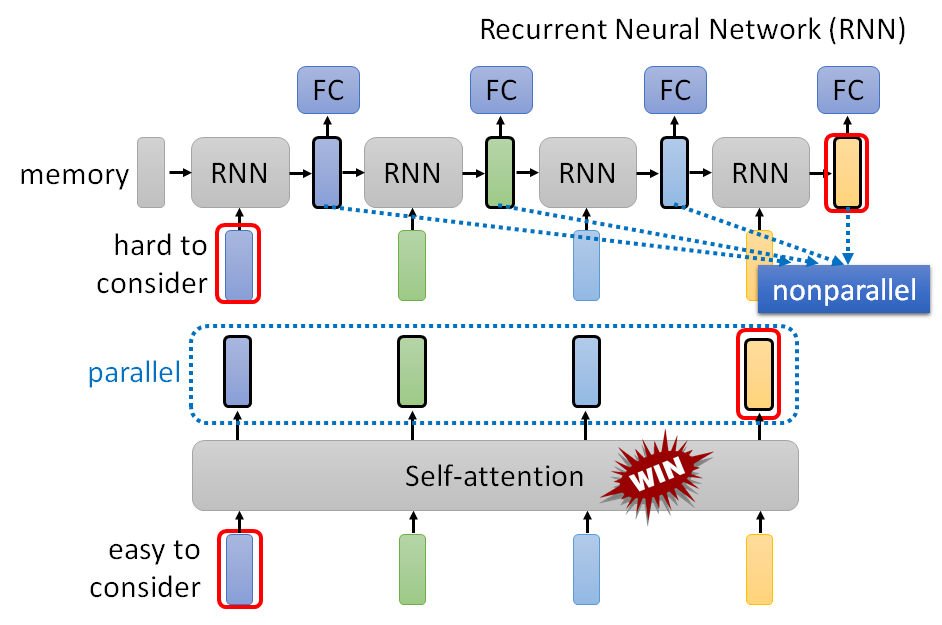 Recurrent Neural Network (RNN)
FC
FC
FC
FC
memory
RNN
RNN
RNN
RNN
hard to
consider
nonparallel
parallel
Self-attention
WIN
easy to
consider